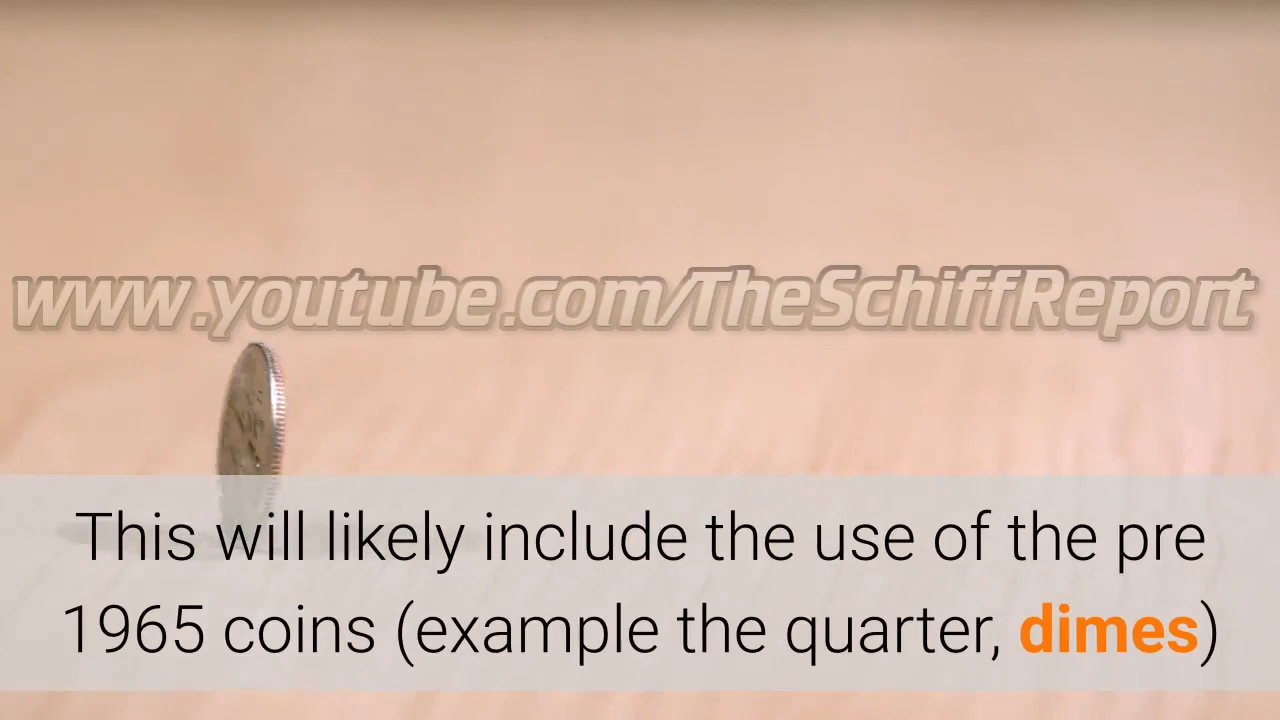 www.youtube.com/TheSchiffReport
This will likely include the use of the pre
1965 coins (example the quarter, dimes)